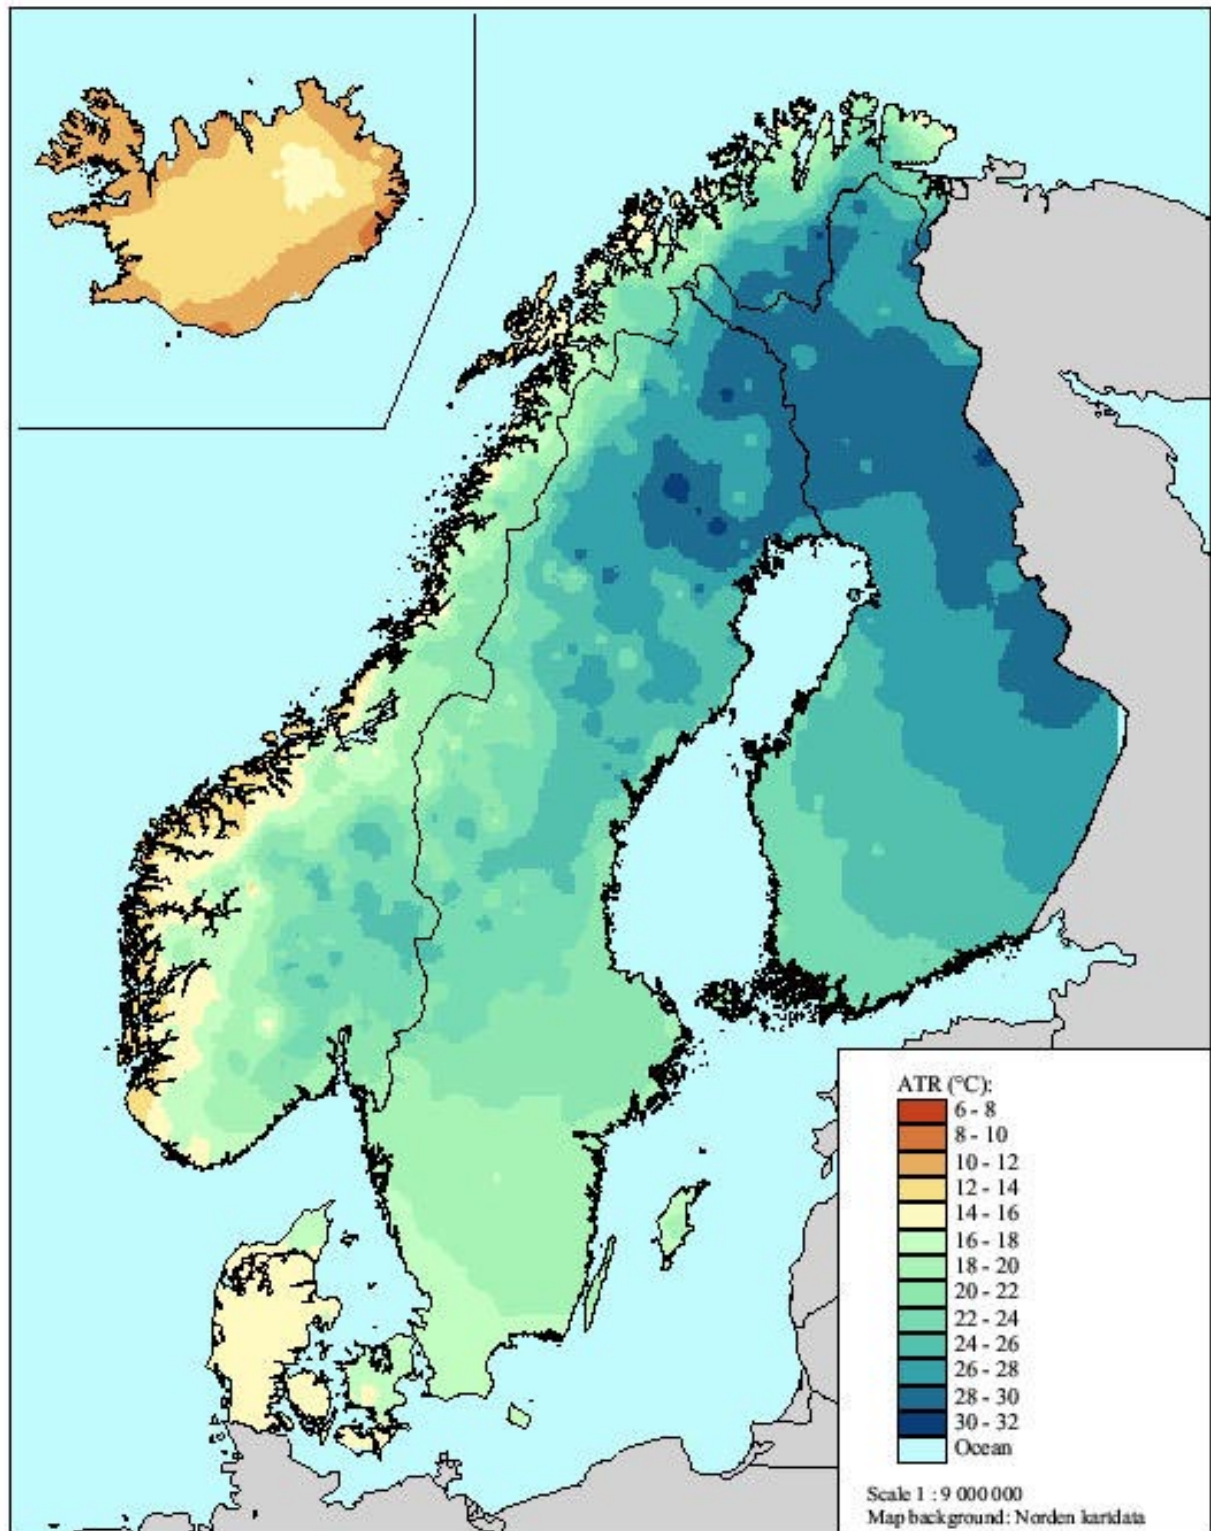 ATR (°C):
6 - 8
8 - 10
10 - 12
12 - 14
14 - 16
16 - 18
18 - 20
20 - 22
22 - 24
24 - 26
26 - 28
28 - 30
30 - 32
Ocean
Scale 1 : 9 000 000
Map background: Norden kartdata